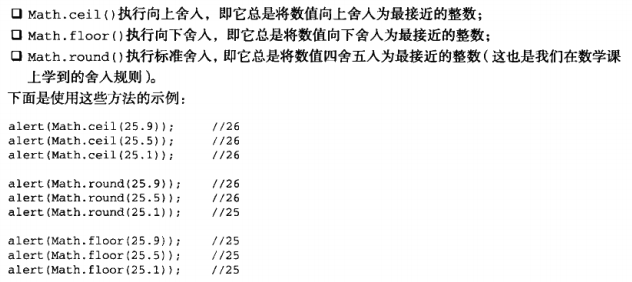 ❑ Math.ceil()执行向上舍入，即它总是将数值向上舍入为最接近的整数；
❑ Math.floor()执行向下舍入，即它总是将数值向下舍入为最接近的整数；
❑ Math.round()执行标准舍入，即它总是将数值四舍五入为最接近的整数（这也是我们在数学课
上学到的舍入规则）。
下面是使用这些方法的示例：
alert(Math.ceil(25.9)); //26
alert(Math.ceil(25.5)); //26
alert(Math.ceil(25.1)); //26
alert(Math.round(25.9)); //26
alert(Math.round(25.5)); //26
alert(Math.round(25.1)); //25
alert(Math.floor(25.9)); //25
alert(Math.floor(25.5)); //25
alert(Math.floor(25.1)); //25